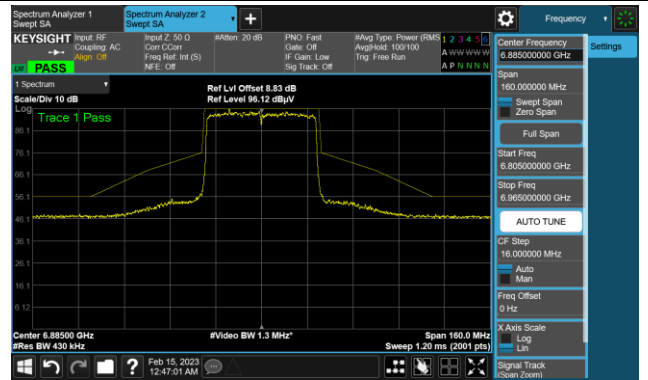 Spectrum Analyzer 1
Swept SA
Spectrum Analyzer 2
Swept SA
+
Frequency
KEYSIGHT
Input: RF
Coupling: AC
Align: Off
Input Z: 50 Ω
Corr CCorr
Freq Ref: Int (S)
NFE: Off
#Atten: 20 dB
PNO: Fast
Gate: Off
IF Gain: Low
Sig Track: Off
#Avg Type: Power (RMS
Avg|Hold: 100/100
Trig: Free Run
1 2 3 4 5 6
A W W W W W
A P N N N N
PASS
1 Spectrum
Scale/Div 10 dB
Ref Lvl Offset 8.83 dB
Ref Level 96.12 dBµV
Log
Trace 1 Pass
86.1
76.1
66.1
56.1
46.1
36.1
26.1
16.1
6.12
Center 6.88500 GHz
#Res BW 430 kHz
#Video BW 1.3 MHz*
Span 160.0 MHz
Sweep 1.20 ms (2001 pts)
Center Frequency
6.885000000 GHz
Settings
Span
160.000000 MHz
Swept Span
Zero Span
Full Span
Start Freq
6.805000000 GHz
Stop Freq
6.965000000 GHz
AUTO TUNE
CF Step
16.000000 MHz
Auto
Man
Freq Offset
0 Hz
X Axis Scale
Log
Lin
Signal Track
(Span Zoom)
?
Feb 15, 2023
12:47:01 AM